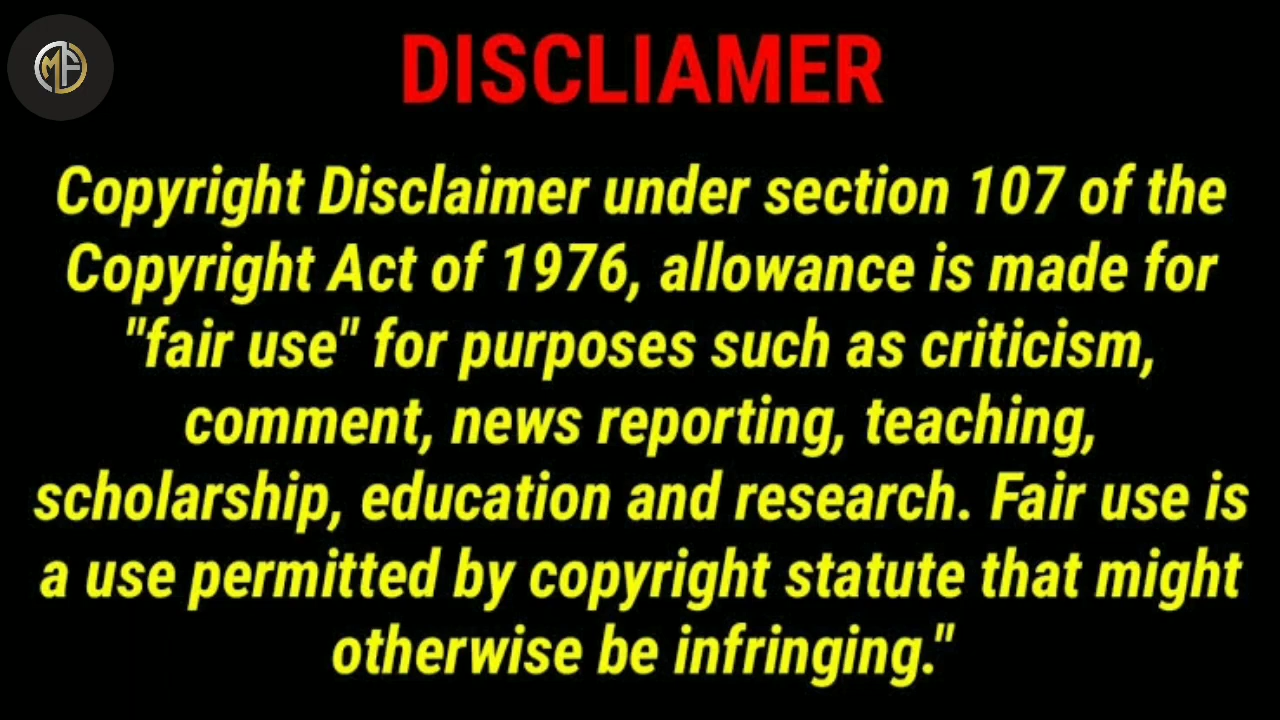 MF
DISCLIAMER
Copyright Disclaimer under section 107 of the
Copyright Act of 1976, allowance is made for
"fair use" for purposes such as criticism,
comment, news reporting, teaching,
scholarship, education and research. Fair use is
a use permitted by copyright statute that might
otherwise be infringing."